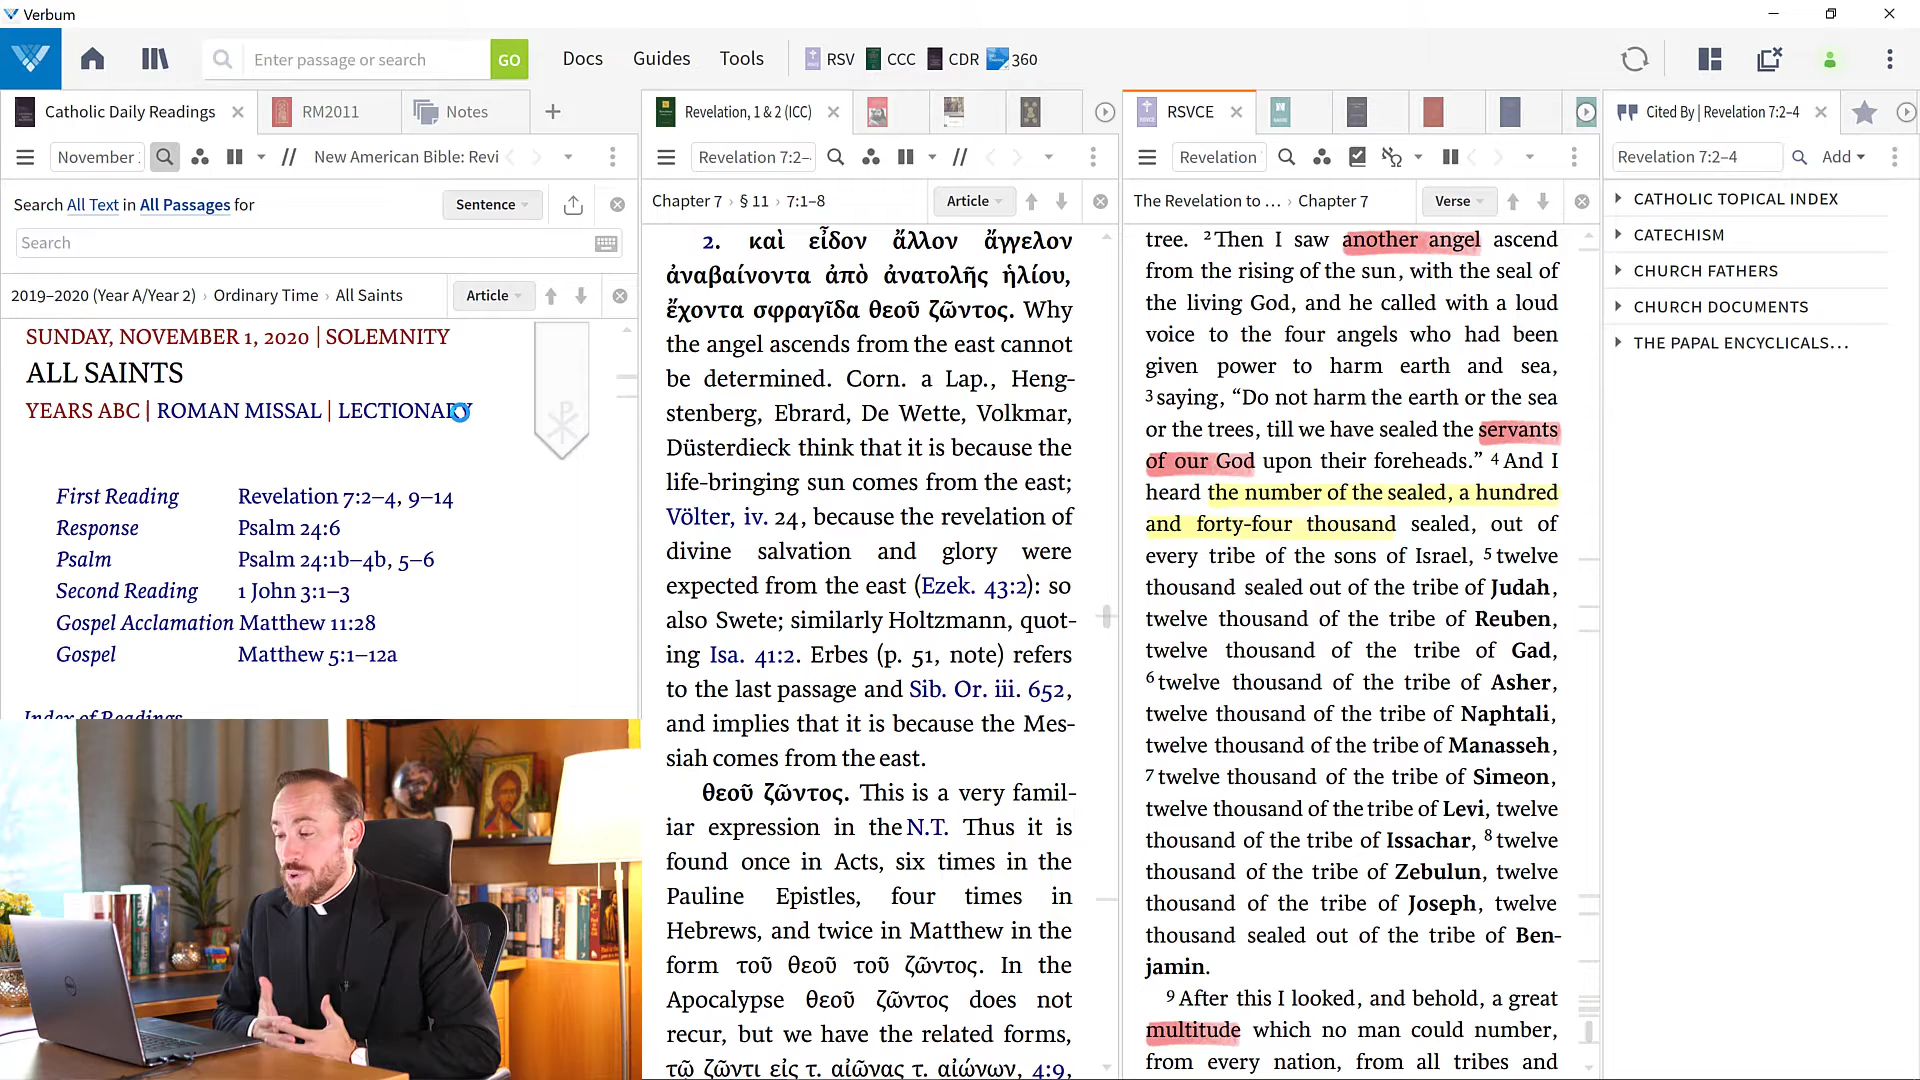 Verbum
Enter passage or search
GO
Docs
Guides
Tools
RSV
CCC
CDR
360
Catholic Daily Readings
RM2011
Notes
November
New American Bible: Revi
Search All Text in All Passages for
Sentence
Search
2019–2020 (Year A/Year 2) › Ordinary Time › All Saints
Article
SUNDAY, NOVEMBER 1, 2020 | SOLEMNITY
ALL SAINTS
YEARS ABC | ROMAN MISSAL | LECTIONARY
First Reading Revelation 7:2–4, 9–14
Response Psalm 24:6
Psalm Psalm 24:1b–4b, 5–6
Second Reading 1 John 3:1–3
Gospel Acclamation Matthew 11:28
Gospel Matthew 5:1–12a
Index of Readings
Revelation, 1 & 2 (ICC)
Revelation 7:2–
Chapter 7 › § 11 › 7:1–8
Article
2. καὶ εἶδον ἄλλον ἄγγελον
ἀναβαίνοντα ἀπὸ ἀνατολῆς ἡλίου,
ἔχοντα σφραγῖδα θεοῦ ζῶντος. Why
the angel ascends from the east cannot
be determined. Corn. a Lap., Heng-
stenberg, Ebrard, De Wette, Volkmar,
Düsterdieck think that it is because the
life-bringing sun comes from the east;
Völter, iv. 24, because the revelation of
divine salvation and glory were
expected from the east (Ezek. 43:2): so
also Swete; similarly Holtzmann, quot-
ing Isa. 41:2. Erbes (p. 51, note) refers
to the last passage and Sib. Or. iii. 652,
and implies that it is because the Mes-
siah comes from the east.
θεοῦ ζῶντος. This is a very famil-
iar expression in the N.T. Thus it is
found once in Acts, six times in the
Pauline Epistles, four times in
Hebrews, and twice in Matthew in the
form τοῦ θεοῦ τοῦ ζῶντος. In the
Apocalypse θεοῦ ζῶντος does not
recur, but we have the related forms,
τῷ ζῶντι εἰς τ. αἰῶνας τ. αἰώνων, 4:9,
RSVCE
Revelation
The Revelation to ... › Chapter 7
Verse
tree. 2 Then I saw another angel ascend
from the rising of the sun, with the seal of
the living God, and he called with a loud
voice to the four angels who had been
given power to harm earth and sea,
3 saying, “Do not harm the earth or the sea
or the trees, till we have sealed the servants
of our God upon their foreheads.” 4 And I
heard the number of the sealed, a hundred
and forty-four thousand sealed, out of
every tribe of the sons of Israel, 5 twelve
thousand sealed out of the tribe of Judah,
twelve thousand of the tribe of Reuben,
twelve thousand of the tribe of Gad,
6 twelve thousand of the tribe of Asher,
twelve thousand of the tribe of Naphtali,
twelve thousand of the tribe of Manasseh,
7 twelve thousand of the tribe of Simeon,
twelve thousand of the tribe of Levi, twelve
thousand of the tribe of Issachar, 8 twelve
thousand of the tribe of Zebulun, twelve
thousand of the tribe of Joseph, twelve
thousand sealed out of the tribe of Ben-
jamin.
9 After this I looked, and behold, a great
multitude which no man could number,
from every nation, from all tribes and
Cited By | Revelation 7:2–4
Revelation 7:2–4
Add
CATHOLIC TOPICAL INDEX
CATECHISM
CHURCH FATHERS
CHURCH DOCUMENTS
THE PAPAL ENCYCLICALS...